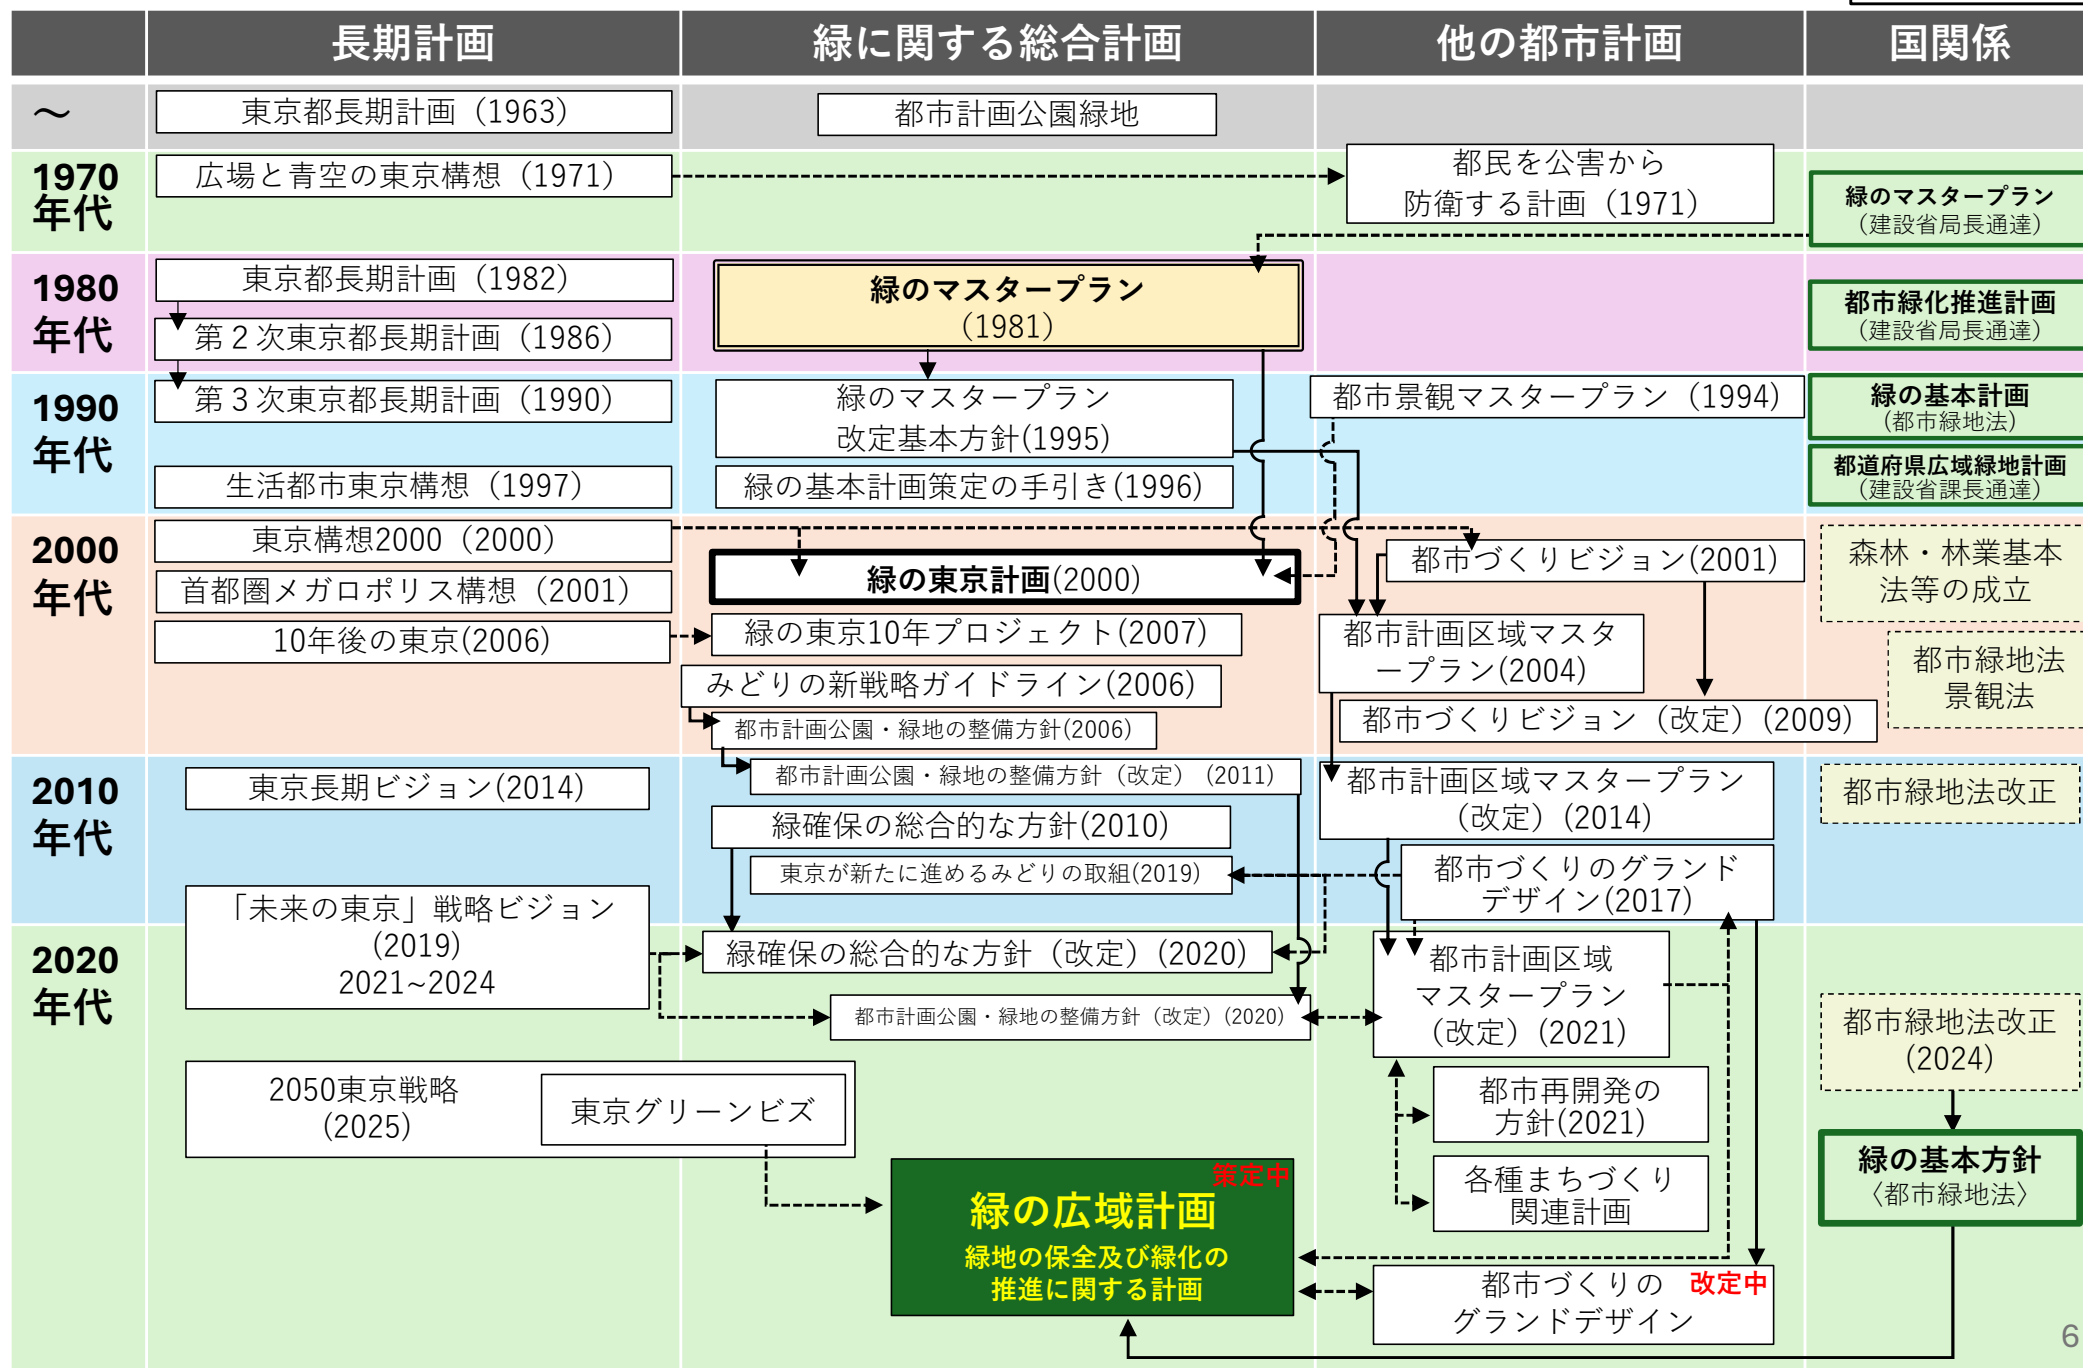 長期計画
緑に関する総合計画
他の都市計画
国関係
～
東京都長期計画（1963）
都市計画公園緑地
1970
年代
広場と青空の東京構想（1971）
都民を公害から
防衛する計画（1971）
緑のマスタープラン
（建設省局長通達）
1980
年代
東京都長期計画（1982）
第２次東京都長期計画（1986）
緑のマスタープラン
（1981）
都市緑化推進計画
（建設省局長通達）
1990
年代
第３次東京都長期計画（1990）
生活都市東京構想（1997）
緑のマスタープラン
改定基本方針(1995)
緑の基本計画策定の手引き(1996)
都市景観マスタープラン（1994）
緑の基本計画
（都市緑地法）
都道府県広域緑地計画
（建設省課長通達）
2000
年代
東京構想2000（2000）
首都圏メガロポリス構想（2001）
10年後の東京(2006)
緑の東京計画(2000)
緑の東京10年プロジェクト(2007)
みどりの新戦略ガイドライン(2006)
都市計画公園・緑地の整備方針(2006)
都市づくりビジョン(2001)
都市計画区域マスタ
ープラン(2004)
都市づくりビジョン（改定）(2009)
森林・林業基本
法等の成立
都市緑地法
景観法
2010
年代
東京長期ビジョン(2014)
都市計画公園・緑地の整備方針（改定）（2011）
緑確保の総合的な方針(2010)
東京が新たに進めるみどりの取組(2019)
都市計画区域マスタープラン
（改定）(2014)
都市づくりのグランド
デザイン(2017)
都市緑地法改正
「未来の東京」戦略ビジョン
(2019)
2021~2024
2020
年代
緑確保の総合的な方針（改定）(2020)
都市計画公園・緑地の整備方針（改定）(2020)
都市計画区域
マスタープラン
（改定）(2021)
都市緑地法改正
(2024)
2050東京戦略
(2025)
東京グリーンビズ
都市再開発の
方針(2021)
各種まちづくり
関連計画
緑の基本方針
〈都市緑地法〉
策定中
緑の広域計画
緑地の保全及び緑化の
推進に関する計画
都市づくりの
グランドデザイン
改定中
6